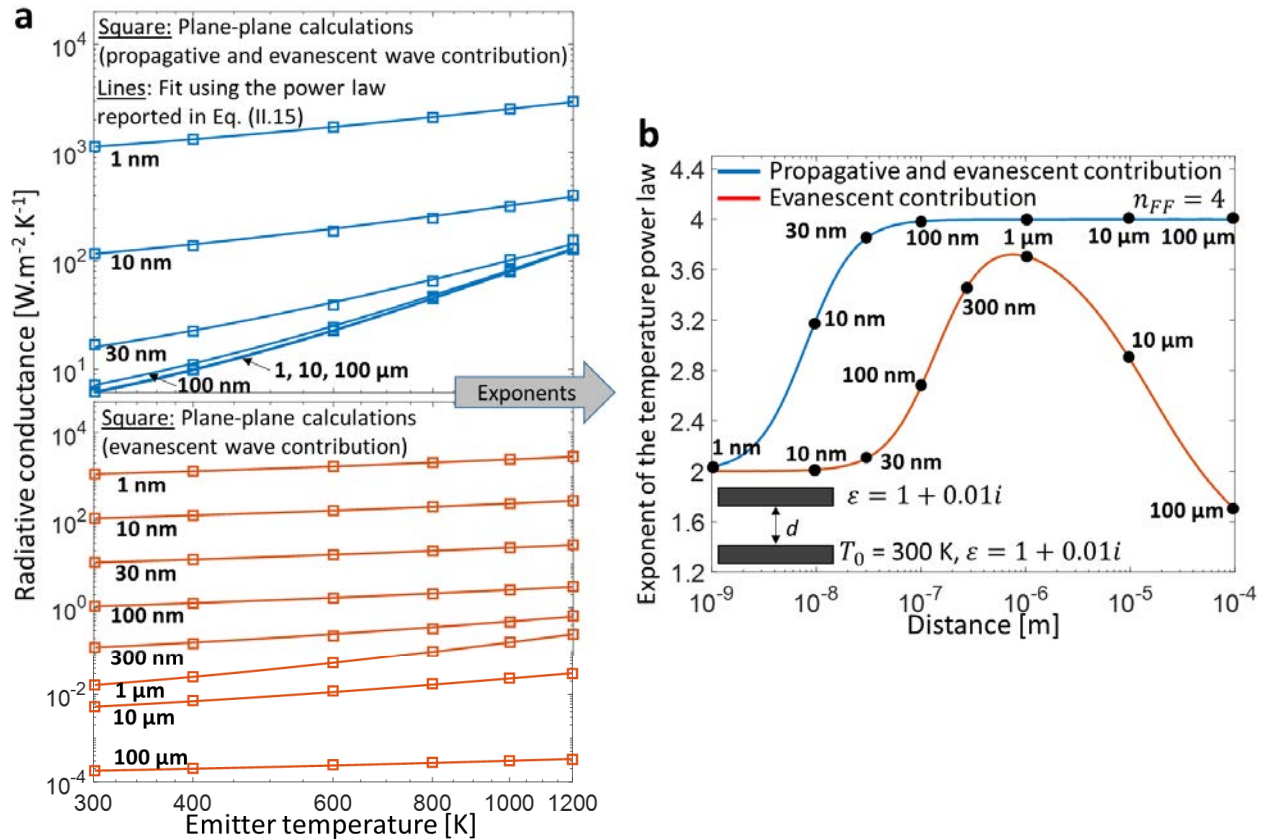 a
Square: Plane-plane calculations
(propagative and evanescent wave contribution)
Lines: Fit using the power law
reported in Eq. (II.15)
10⁴
10³
10²
10¹
1 nm
10 nm
30 nm
100 nm
1, 10, 100 µm
Exponents
Square: Plane-plane calculations
(evanescent wave contribution)
10⁴
10²
10⁰
10⁻²
10⁻⁴
1 nm
10 nm
30 nm
100 nm
300 nm
1 µm
10 µm
100 µm
300 400 600 800 1000 1200
Emitter temperature [K]
Radiative conductance [W.m⁻².K⁻¹]
b
Propagative and evanescent contribution
Evanescent contribution
n_FF = 4
4.4
4
3.6
3.2
2.8
2.4
2
1.6
1.2
30 nm
100 nm
1 µm
10 µm
100 µm
10 nm
300 nm
10 µm
100 nm
1 nm
10 nm
30 nm
100 µm
ε = 1 + 0.01i
d
T₀ = 300 K, ε = 1 + 0.01i
10⁻⁹ 10⁻⁸ 10⁻⁷ 10⁻⁶ 10⁻⁵ 10⁻⁴
Distance [m]
Exponent of the temperature power law